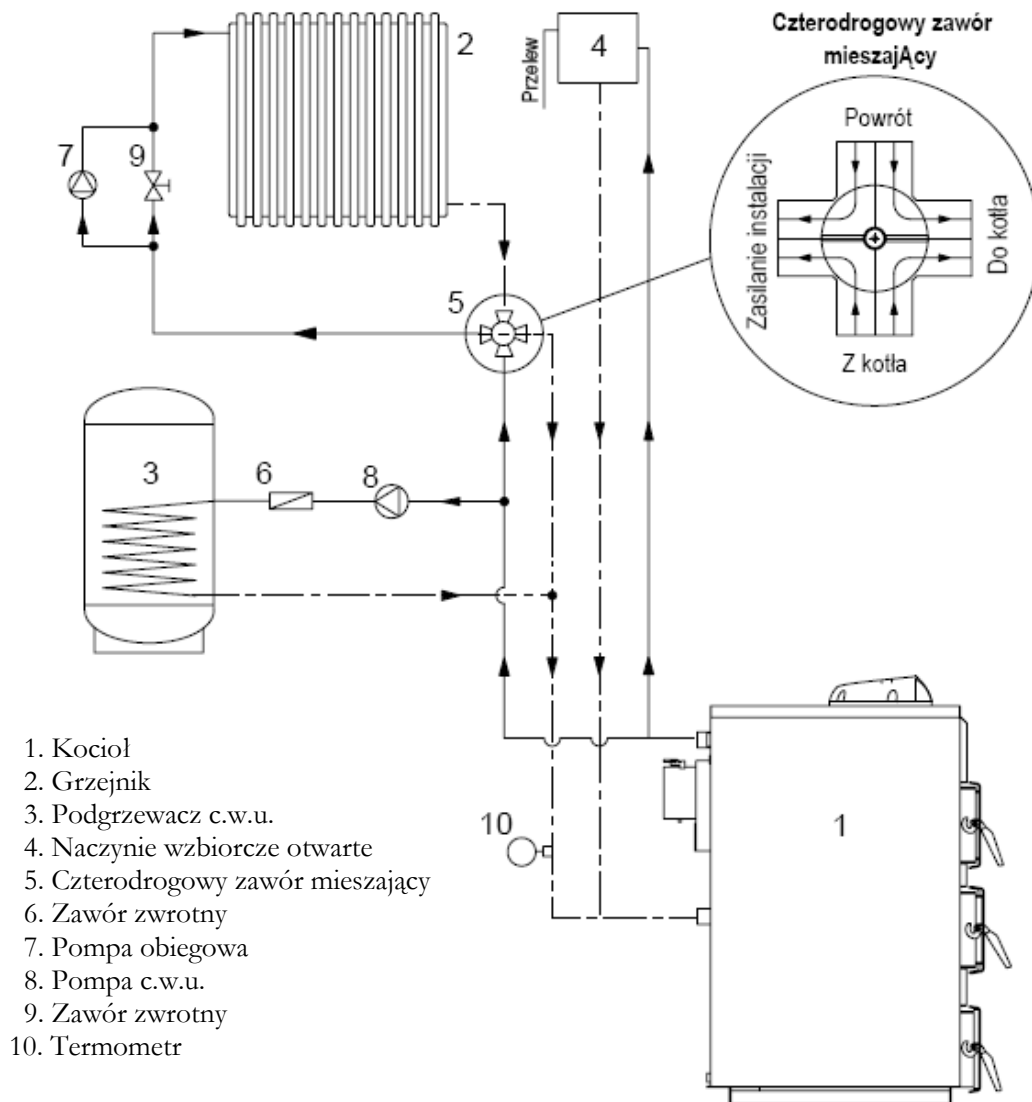 Czterodrogowy zawór
mieszajĄcy
2
4
Przelew
Powrót
Zasilanie instalacji
Do kotła
Z kotła
7
9
5
3
6
8
10
1
1. Kocioł
2. Grzejnik
3. Podgrzewacz c.w.u.
4. Naczynie wzbiorcze otwarte
5. Czterodrogowy zawór mieszający
6. Zawór zwrotny
7. Pompa obiegowa
8. Pompa c.w.u.
9. Zawór zwrotny
10. Termometr